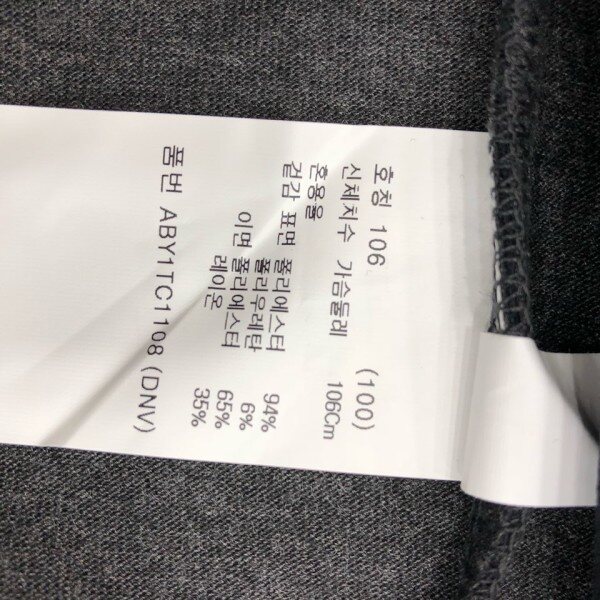 호칭 106 (100)
신체치수 가슴둘레 106Cm
혼용율
겉감 표면 폴리에스터 94%
폴리우레탄 6%
이면 폴리에스터 65%
레이온 35%
품번 ABY1TC1108 (DNV)